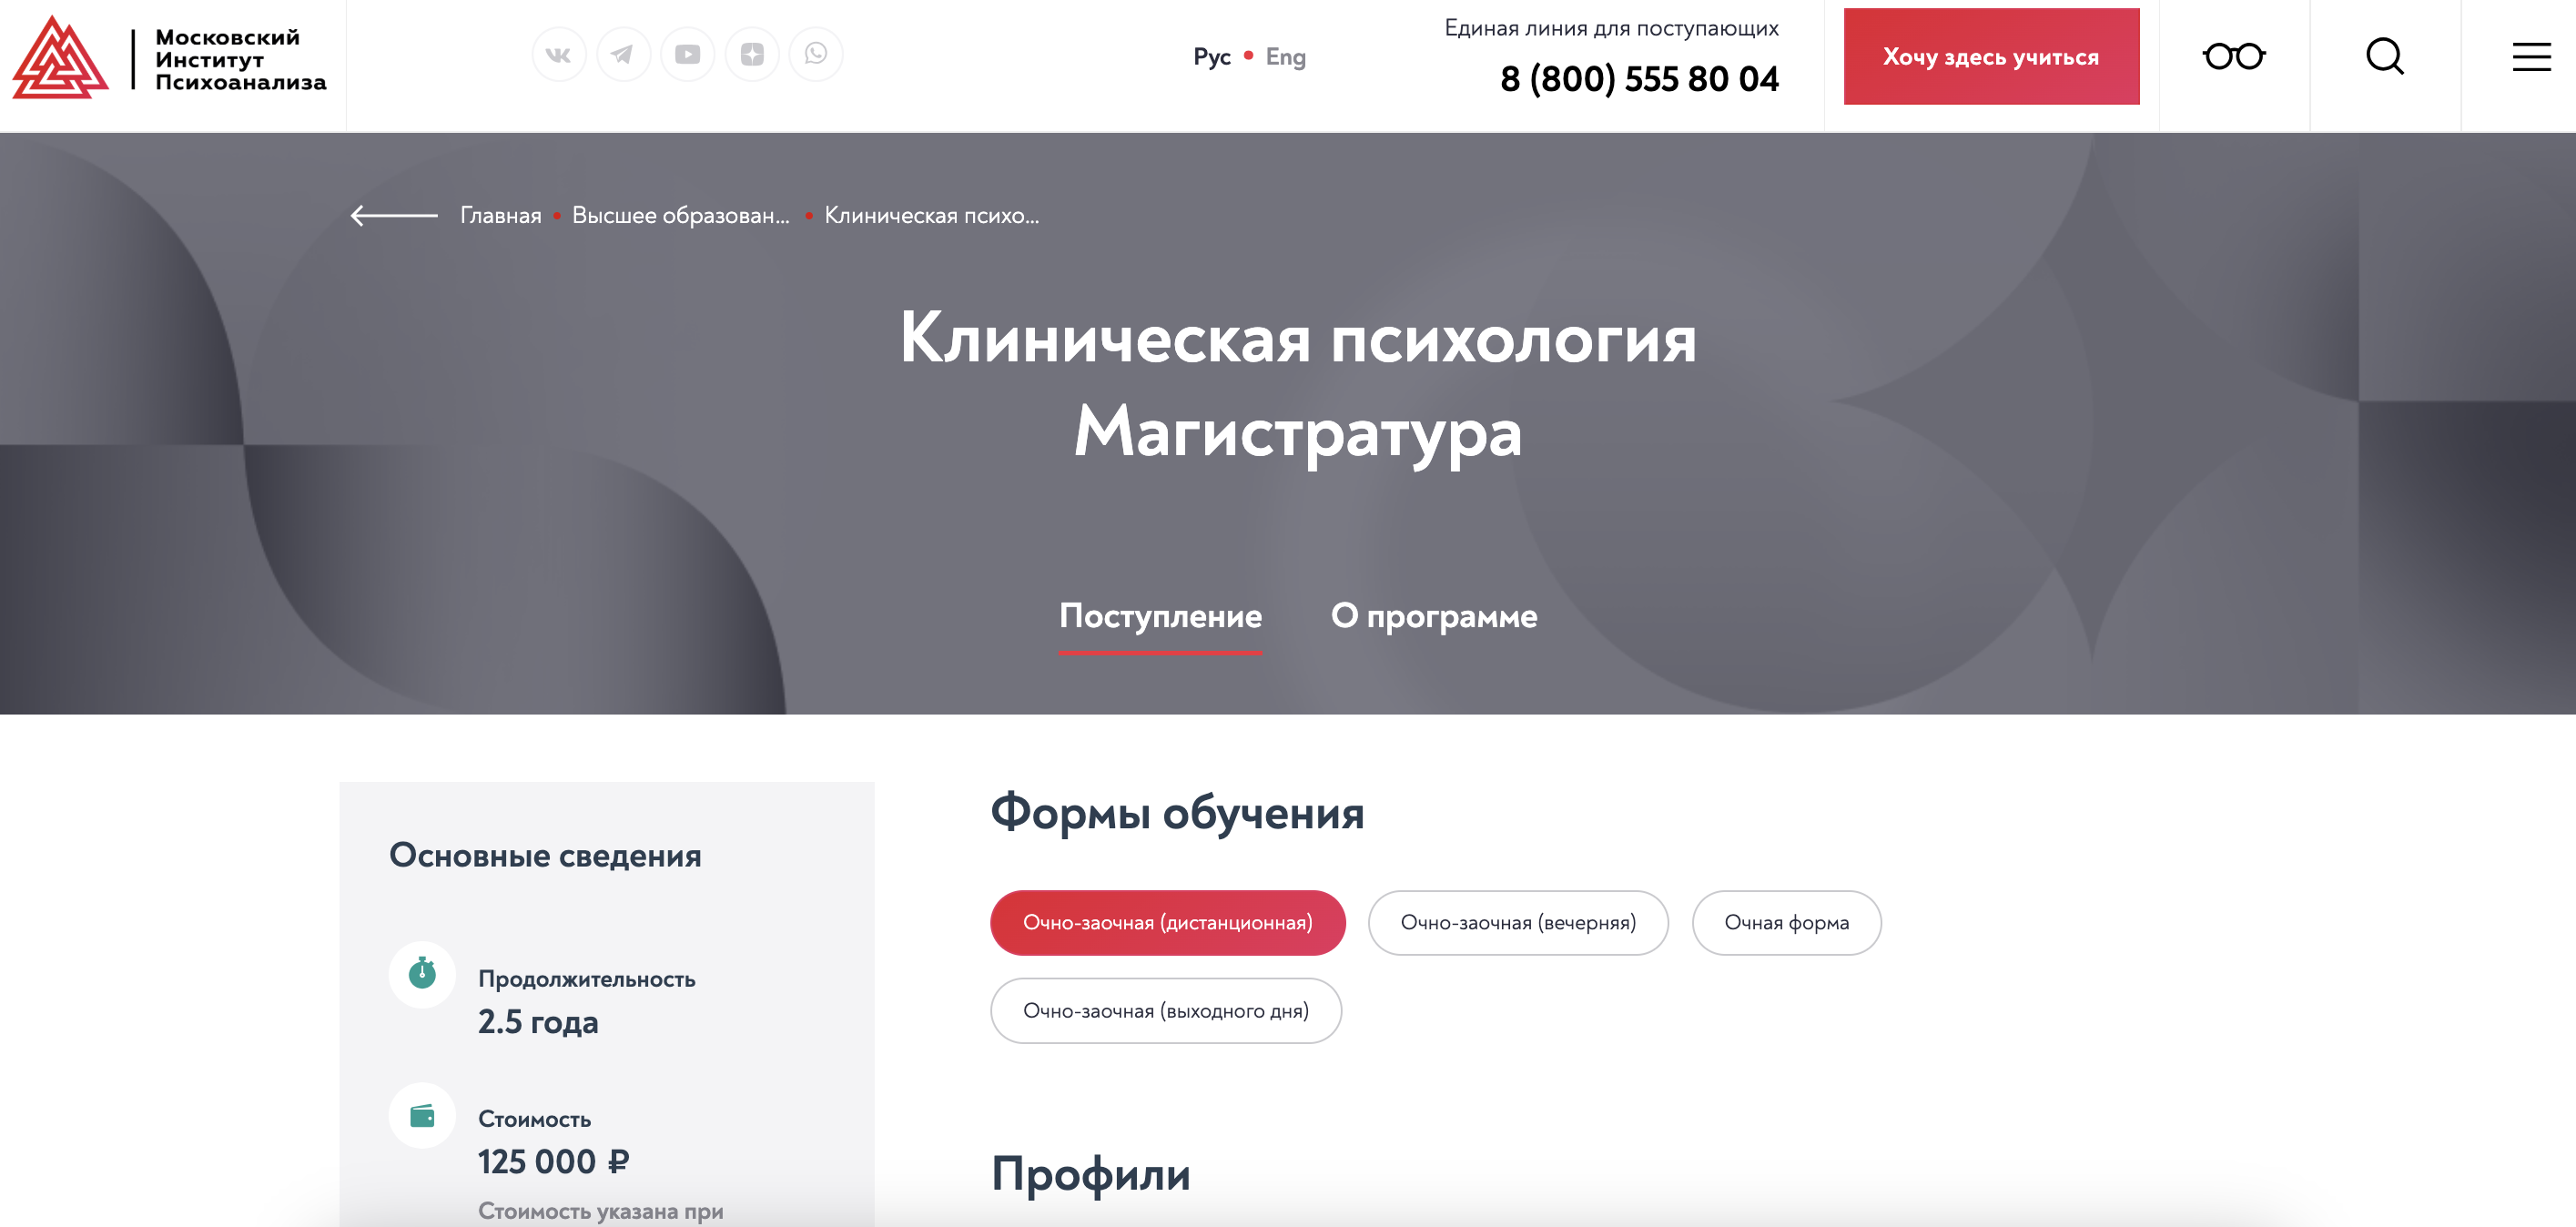 Московский
Институт
Психоанализа
Рус • Eng
Единая линия для поступающих
8 (800) 555 80 04
Хочу здесь учиться
Главная • Высшее образован... • Клиническая психо...
Клиническая психология
Магистратура
Поступление
О программе
Основные сведения
Продолжительность
2.5 года
Стоимость
125 000 ₽
Стоимость указана при
Формы обучения
Очно-заочная (дистанционная)
Очно-заочная (вечерняя)
Очная форма
Очно-заочная (выходного дня)
Профили